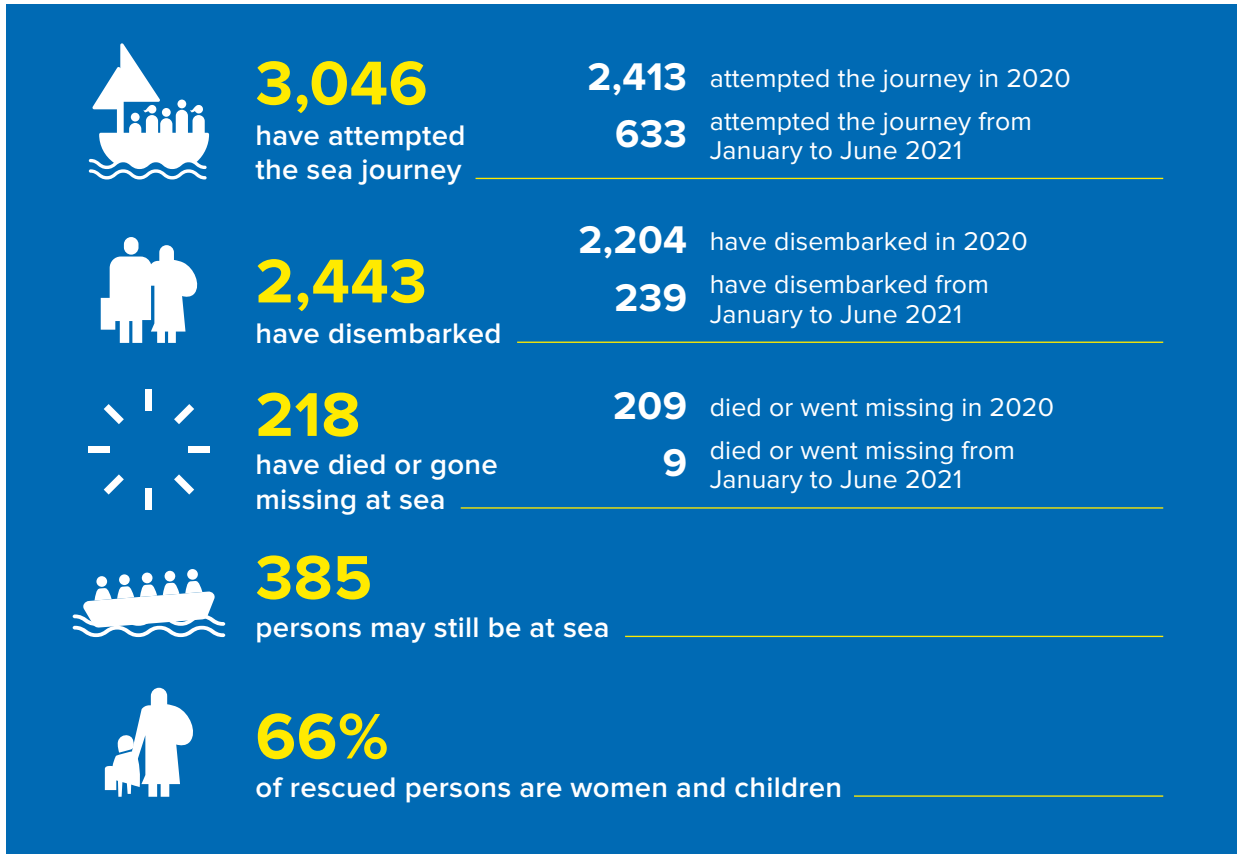 3,046
have attempted
the sea journey
2,413 attempted the journey in 2020
633 attempted the journey from
January to June 2021
2,443
have disembarked
2,204 have disembarked in 2020
239 have disembarked from
January to June 2021
218
have died or gone
missing at sea
209 died or went missing in 2020
9 died or went missing from
January to June 2021
385
persons may still be at sea
66%
of rescued persons are women and children